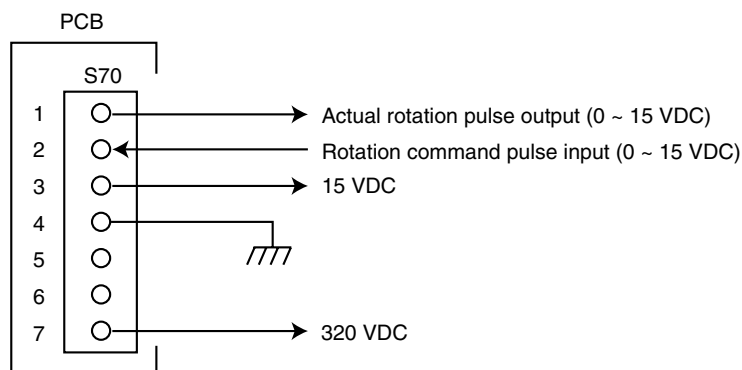 PCB
S70
1 Actual rotation pulse output (0 ~ 15 VDC)
2 Rotation command pulse input (0 ~ 15 VDC)
3 15 VDC
4
5
6
7 320 VDC